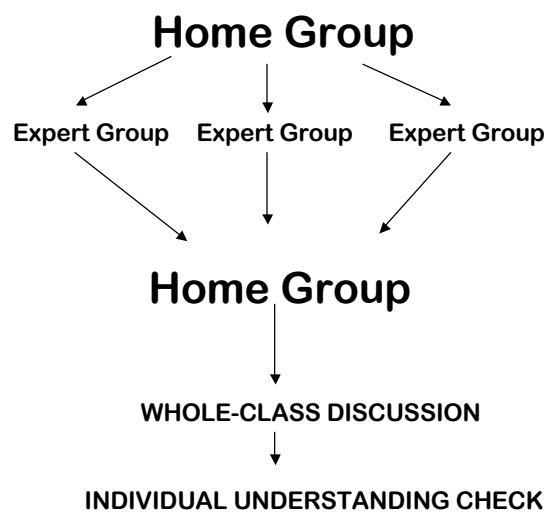 Home Group
Expert Group Expert Group Expert Group
Home Group
WHOLE-CLASS DISCUSSION
INDIVIDUAL UNDERSTANDING CHECK